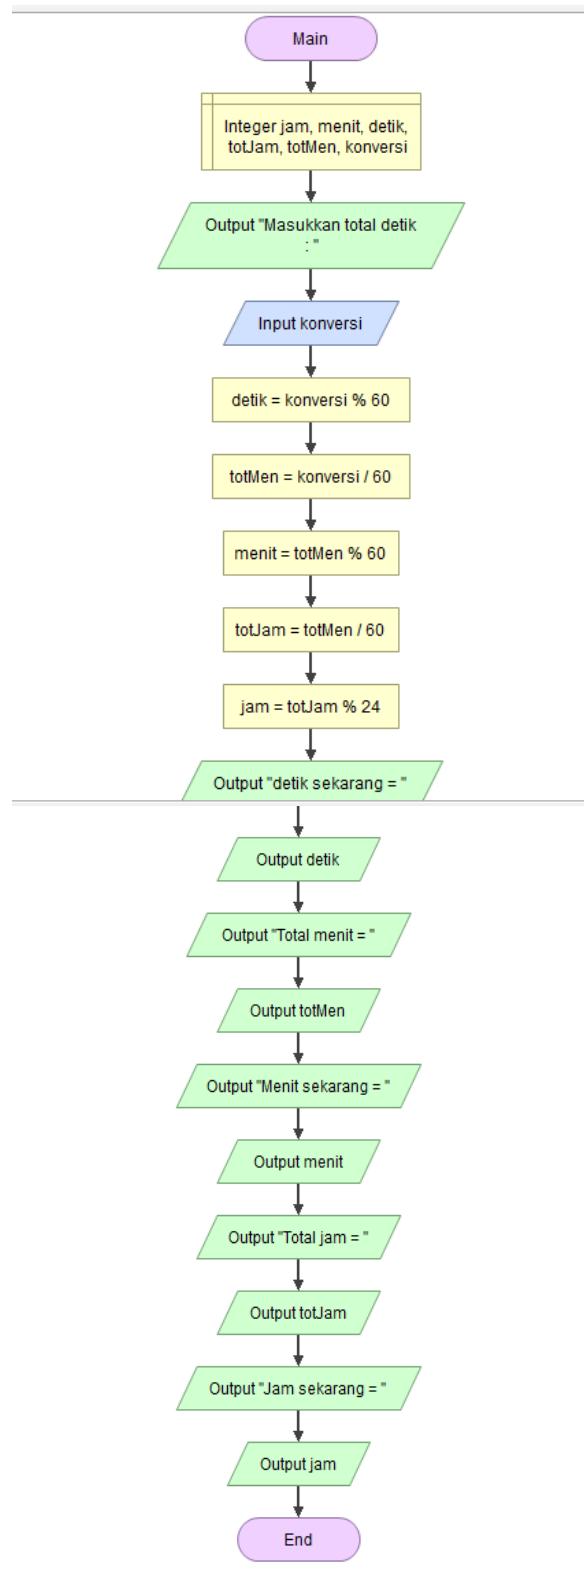 Main
Integer jam, menit, detik,
totJam, totMen, konversi
Output "Masukkan total detik
: "
Input konversi
detik = konversi % 60
totMen = konversi / 60
menit = totMen % 60
totJam = totMen / 60
jam = totJam % 24
Output "detik sekarang = "
Output detik
Output "Total menit = "
Output totMen
Output "Menit sekarang = "
Output menit
Output "Total jam = "
Output totJam
Output "Jam sekarang = "
Output jam
End